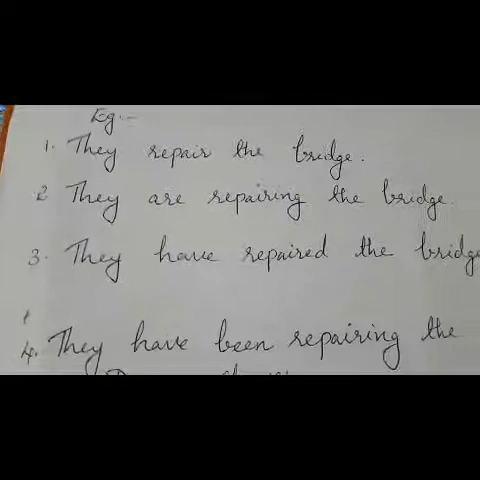 Eg:-
1. They repair the bridge.
2 They are repairing the bridge.
3. They have repaired the bridge
4. They have been repairing the